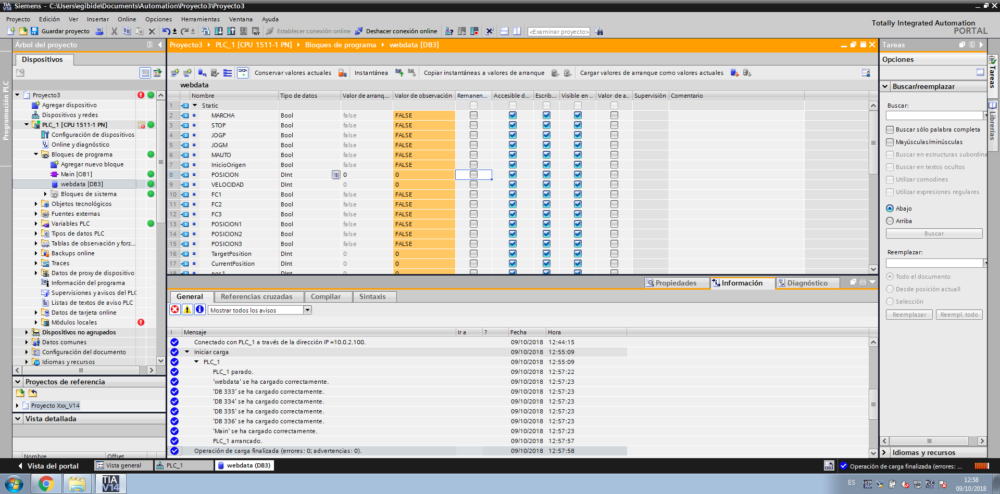 Siemens - C:\Users\egibide\Documents\Automation\Proyecto3\Proyecto3
Proyecto Edición Ver Insertar Online Opciones Herramientas Ventana Ayuda
Guardar proyecto Establecer conexión online Deshacer conexión online <Examinar proyecto>
Totally Integrated Automation
PORTAL
Árbol del proyecto
Dispositivos
Programación PLC
Proyecto3
Agregar dispositivo
Dispositivos y redes
PLC_1 [CPU 1511-1 PN]
Configuración de dispositivos
Online y diagnóstico
Bloques de programa
Agregar nuevo bloque
Main [OB1]
webdata [DB3]
Bloques de sistema
Objetos tecnológicos
Fuentes externas
Variables PLC
Tipos de datos PLC
Tablas de observación y forz...
Backups online
Traces
Datos de proxy de dispositivo
Información del programa
Supervisiones y avisos del PLC
Listas de textos de aviso PLC
Datos de tarjeta online
Módulos locales
Dispositivos no agrupados
Datos comunes
Configuración del documento
Idiomas y recursos
Proyectos de referencia
Proyecto Xxx_V14
Vista detallada
Nombre Offset
Proyecto3 PLC_1 [CPU 1511-1 PN] Bloques de programa webdata [DB3]
Conservar valores actuales Instantánea Copiar instantáneas a valores de arranque Cargar valores de arranque como valores actuales
webdata
Nombre Tipo de datos Valor de arranq... Valor de observación Remanen... Accesible d... Escrib... Visible en .. Valor de a.. Supervisión Comentario
1 Static
2 MARCHA Bool false FALSE
3 STOP Bool false FALSE
4 JOGP Bool false FALSE
5 JOGM Bool false FALSE
6 MAUTO Bool false FALSE
7 InicioOrigen Bool false FALSE
8 POSICION DInt 0 0
9 VELOCIDAD DInt 0 0
10 FC1 Bool false FALSE
11 FC2 Bool false FALSE
12 FC3 Bool false FALSE
13 POSICION1 Bool false FALSE
14 POSICION2 Bool false FALSE
15 POSICION3 Bool false FALSE
16 TargetPosition DInt 0 0
17 CurrentPosition DInt 0 0
18 pos1 DInt 0 0
Propiedades Información Diagnóstico
General Referencias cruzadas Compilar Sintaxis
Mostrar todos los avisos
! Mensaje Ir a ? Fecha Hora
Conectado con PLC_1 a través de la dirección IP =10.0.2.100. 09/10/2018 12:44:15
Iniciar carga 09/10/2018 12:55:09
PLC_1 09/10/2018 12:55:09
PLC_1 parado. 09/10/2018 12:57:22
'webdata' se ha cargado correctamente. 09/10/2018 12:57:23
'DB 333' se ha cargado correctamente. 09/10/2018 12:57:23
'DB 334' se ha cargado correctamente. 09/10/2018 12:57:23
'DB 335' se ha cargado correctamente. 09/10/2018 12:57:23
'DB 336' se ha cargado correctamente. 09/10/2018 12:57:23
'Main' se ha cargado correctamente. 09/10/2018 12:57:23
PLC_1 arrancado. 09/10/2018 12:57:57
Operación de carga finalizada (errores: 0; advertencias: 0). 09/10/2018 12:57:58
Tareas
Opciones
Buscar/reemplazar
Buscar:
Buscar sólo palabra completa
Mayúsculas/minúsculas
Buscar en estructuras subordina
Buscar en textos ocultos
Utilizar comodines
Utilizar expresiones regulares
Abajo
Arriba
Buscar
Reemplazar:
Todo el documento
Desde posición actuall
Selección
Reemplazar Reempl. todo
Idiomas y recursos
Tareas
Librerías
Vista del portal Vista general PLC_1 webdata (DB3) Operación de carga finalizada (errores: ...
TIA V14
ES
12:58
09/10/2018